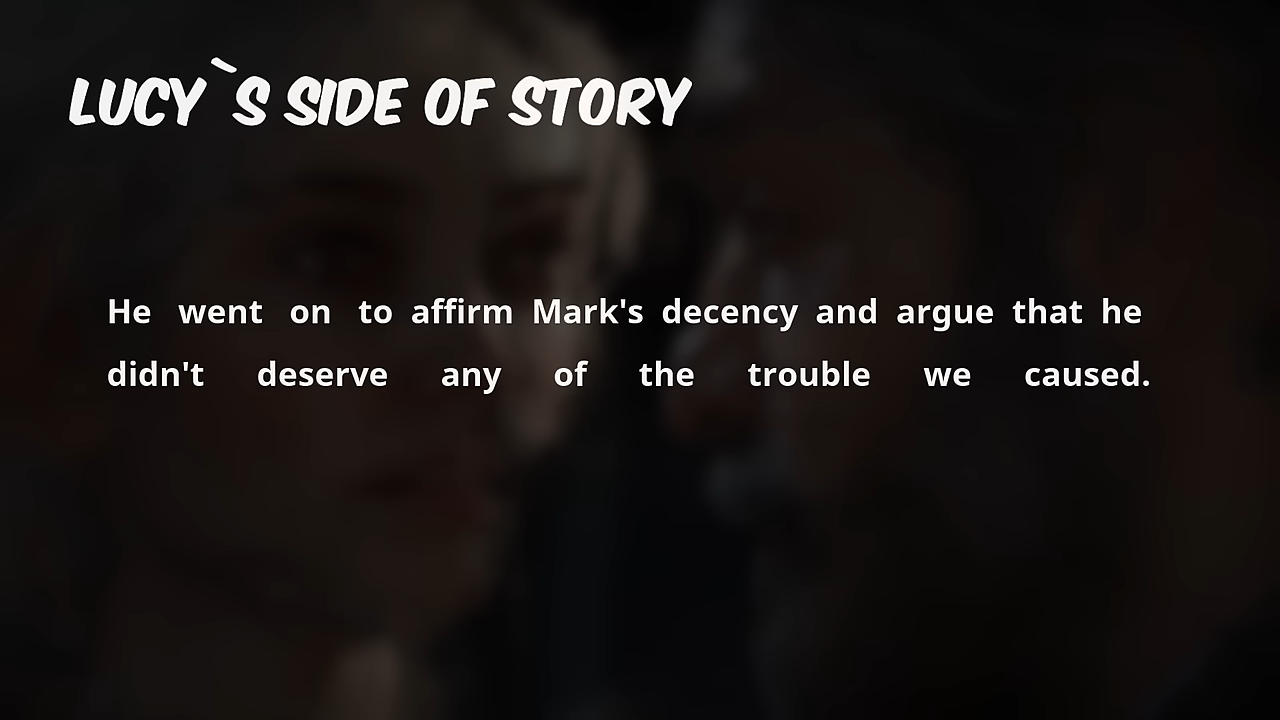 LUCY`S SIDE OF STORY
He went on to affirm Mark's decency and argue that he
didn't deserve any of the trouble we caused.